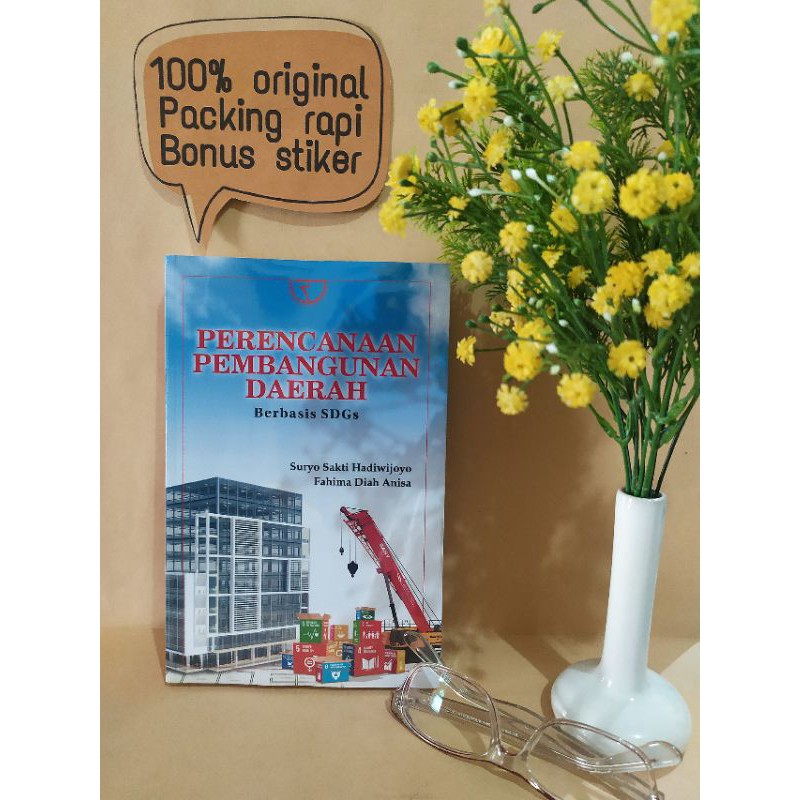 100% original
Packing rapi
Bonus stiker
PERENCANAAN
PEMBANGUNAN
DAERAH
Berbasis SDGs
Suryo Sakti Hadiwijoyo
Fahima Diah Anisa